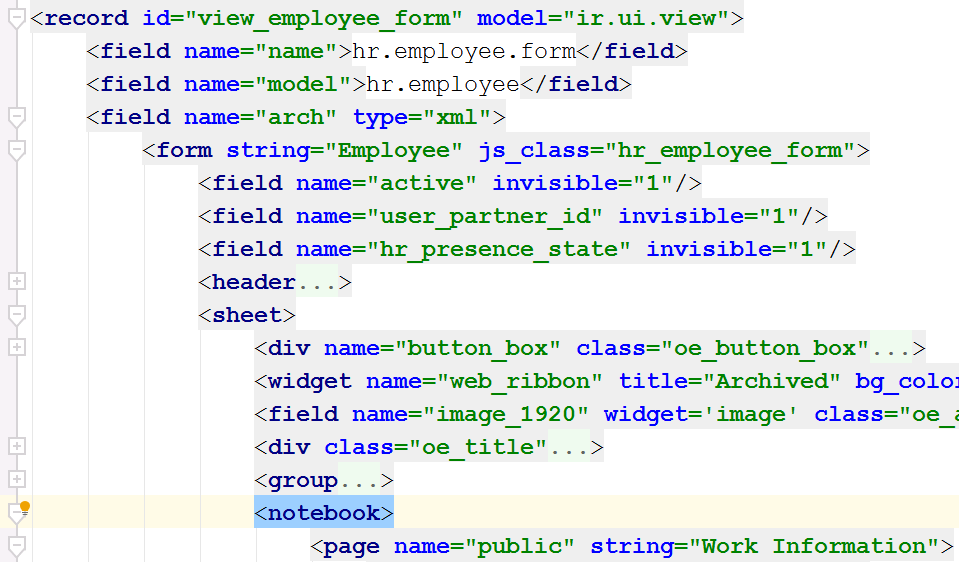 <record id="view_employee_form" model="ir.ui.view">
<field name="name">hr.employee.form</field>
<field name="model">hr.employee</field>
<field name="arch" type="xml">
<form string="Employee" js_class="hr_employee_form">
<field name="active" invisible="1"/>
<field name="user_partner_id" invisible="1"/>
<field name="hr_presence_state" invisible="1"/>
<header...>
<sheet>
<div name="button_box" class="oe_button_box"...>
<widget name="web_ribbon" title="Archived" bg_color
<field name="image_1920" widget='image' class="oe_a
<div class="oe_title"...>
<group...>
<notebook>
<page name="public" string="Work Information">